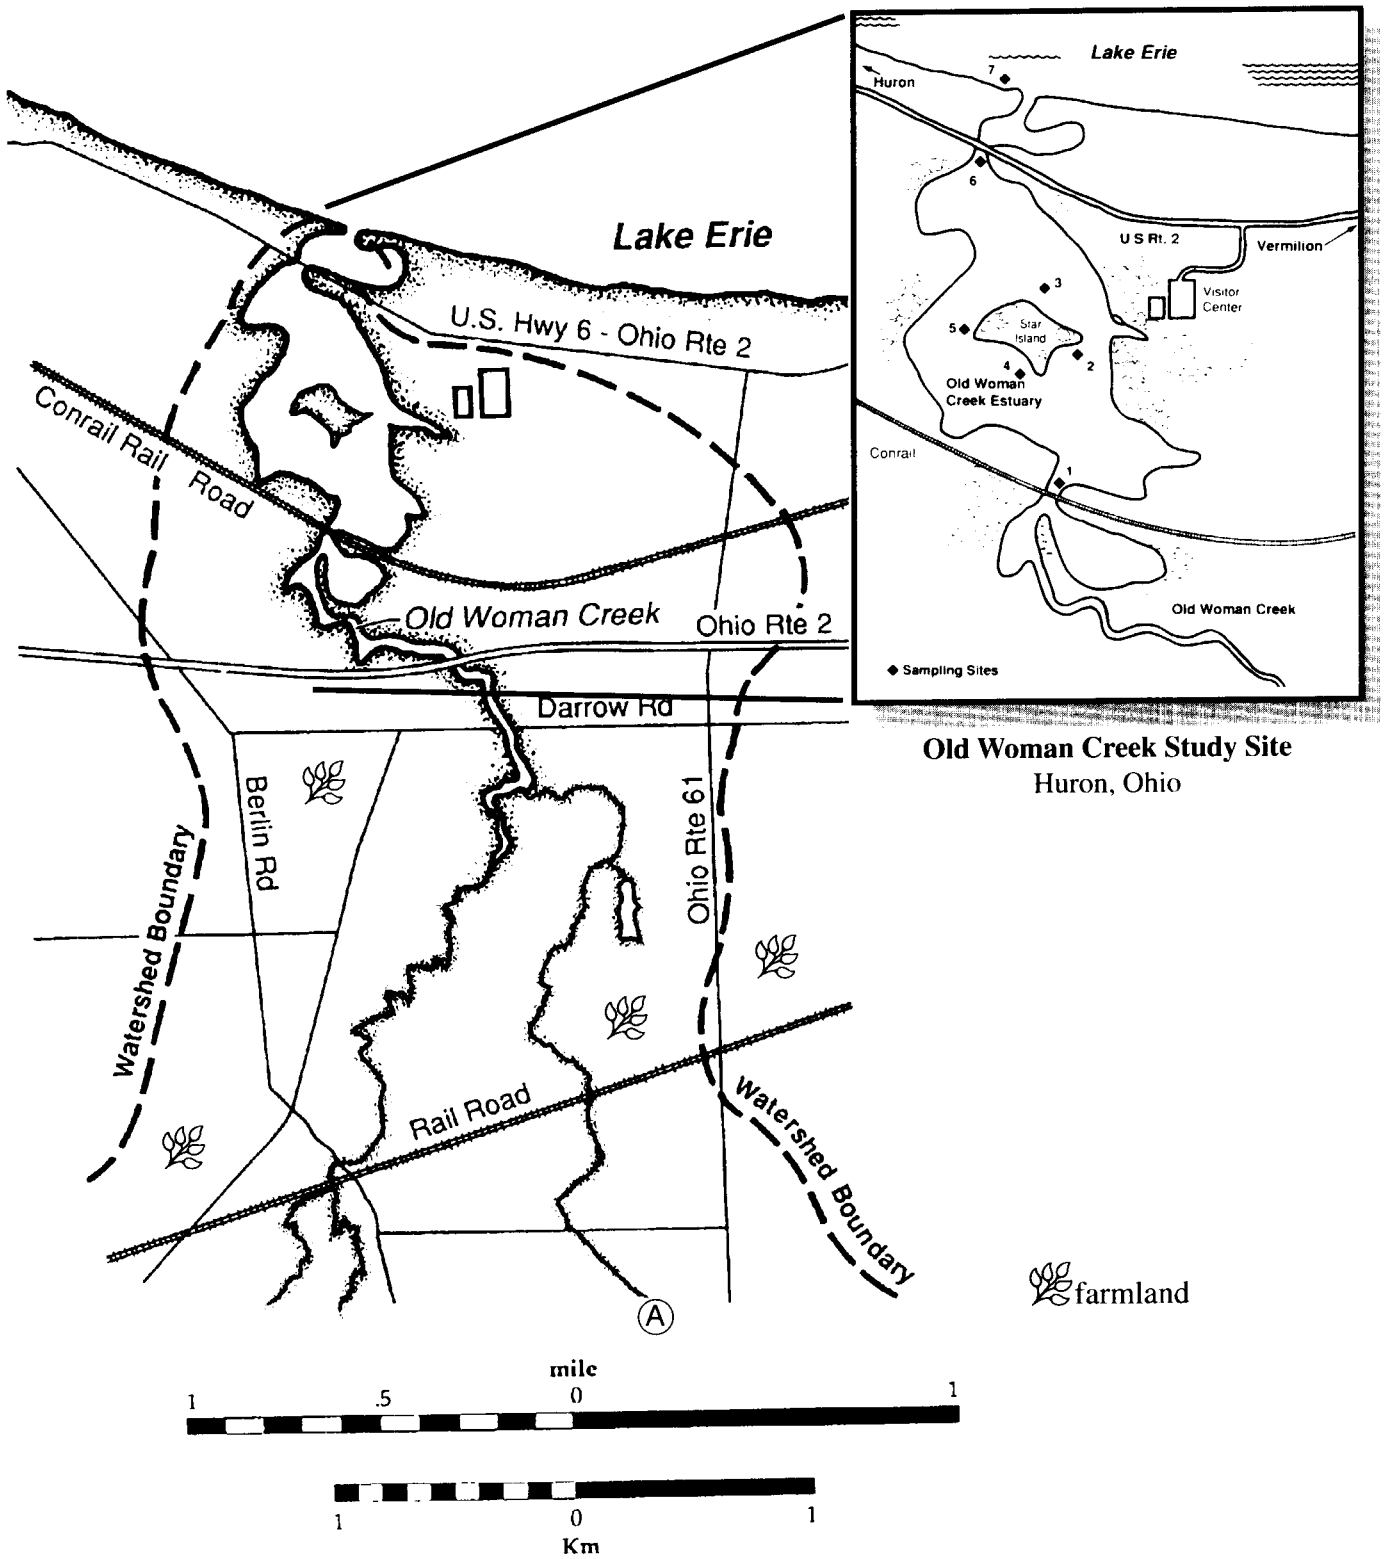 Lake Erie
U.S. Hwy 6 - Ohio Rte 2
Conrail Rail Road
Old Woman Creek
Ohio Rte 2
Darrow Rd
Berlin Rd
Ohio Rte 61
Watershed Boundary
Rail Road
Watershed Boundary
A
Lake Erie
7
Huron
6
U S Rt. 2
Vermilion
3
Visitor
Center
5
Star
Island
2
4
Old Woman
Creek Estuary
Conrail
1
Old Woman Creek
Sampling Sites
Old Woman Creek Study Site
Huron, Ohio
farmland
mile
1 .5 0 1
1 0 1
Km